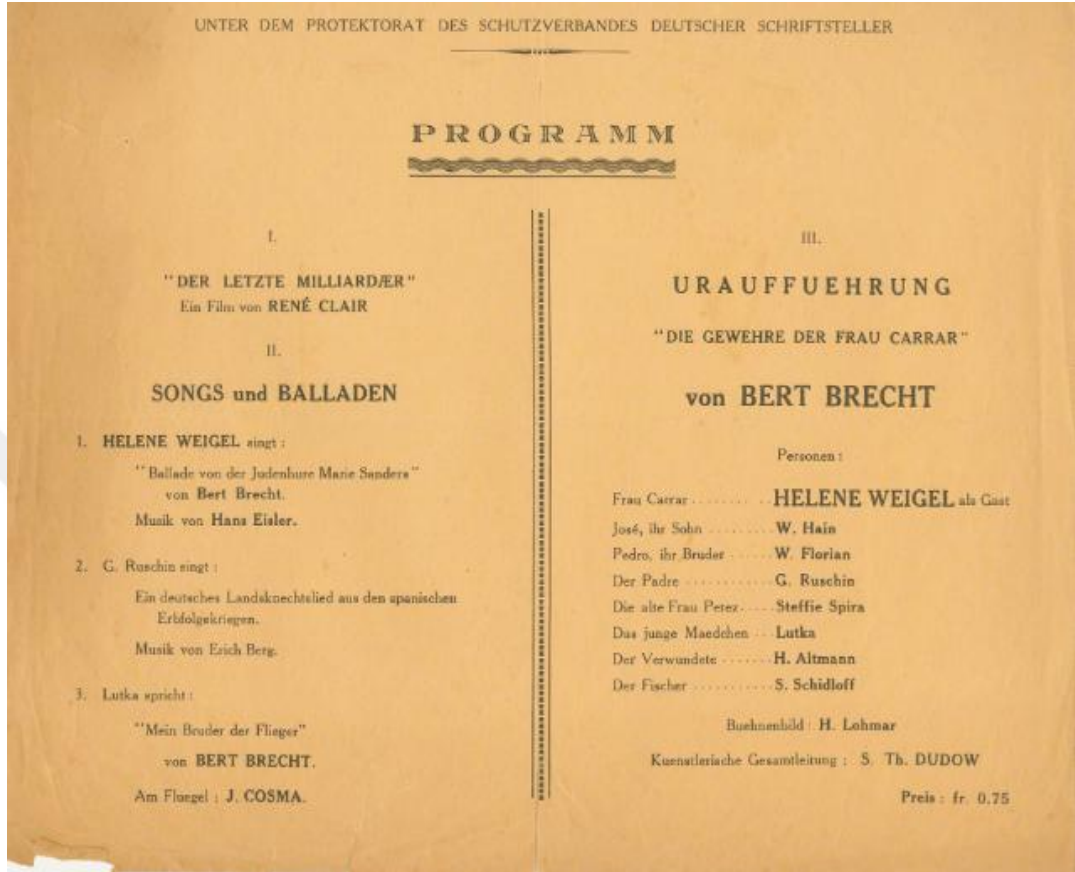 UNTER DEM PROTEKTORAT DES SCHUTZVERBANDES DEUTSCHER SCHRIFTSTELLER
PROGRAMM
I.
"DER LETZTE MILLIARDÆR"
Ein Film von RENÉ CLAIR
II.
SONGS und BALLADEN
1. HELENE WEIGEL singt :
"Ballade von der Judenhure Marie Sanders"
von Bert Brecht.
Musik von Hans Eisler.
2. G. Ruschin singt :
Ein deutsches Landsknechtslied aus den spanischen
Erbfolgekriegen.
Musik von Erich Berg.
3. Lutka spricht :
"Mein Bruder der Flieger"
von BERT BRECHT.
Am Fluegel : J. COSMA.
III.
URAUFFUEHRUNG
"DIE GEWEHRE DER FRAU CARRAR"
von BERT BRECHT
Personen :
Frau Carrar . . . . . . . . . . HELENE WEIGEL als Gast
José, ihr Sohn . . . . . . . . . W. Hain
Pedro, ihr Bruder . . . . . . W. Florian
Der Padre . . . . . . . . . . . . G. Ruschin
Die alte Frau Perez . . . . . Steffie Spira
Das junge Maedchen . . . Lutka
Der Verwundete . . . . . . . H. Altmann
Der Fischer . . . . . . . . . . . S. Schidloff
Buehnenbild : H. Lohmar
Kuenstlerische Gesamtleitung : S. Th. DUDOW
Preis : fr. 0.75